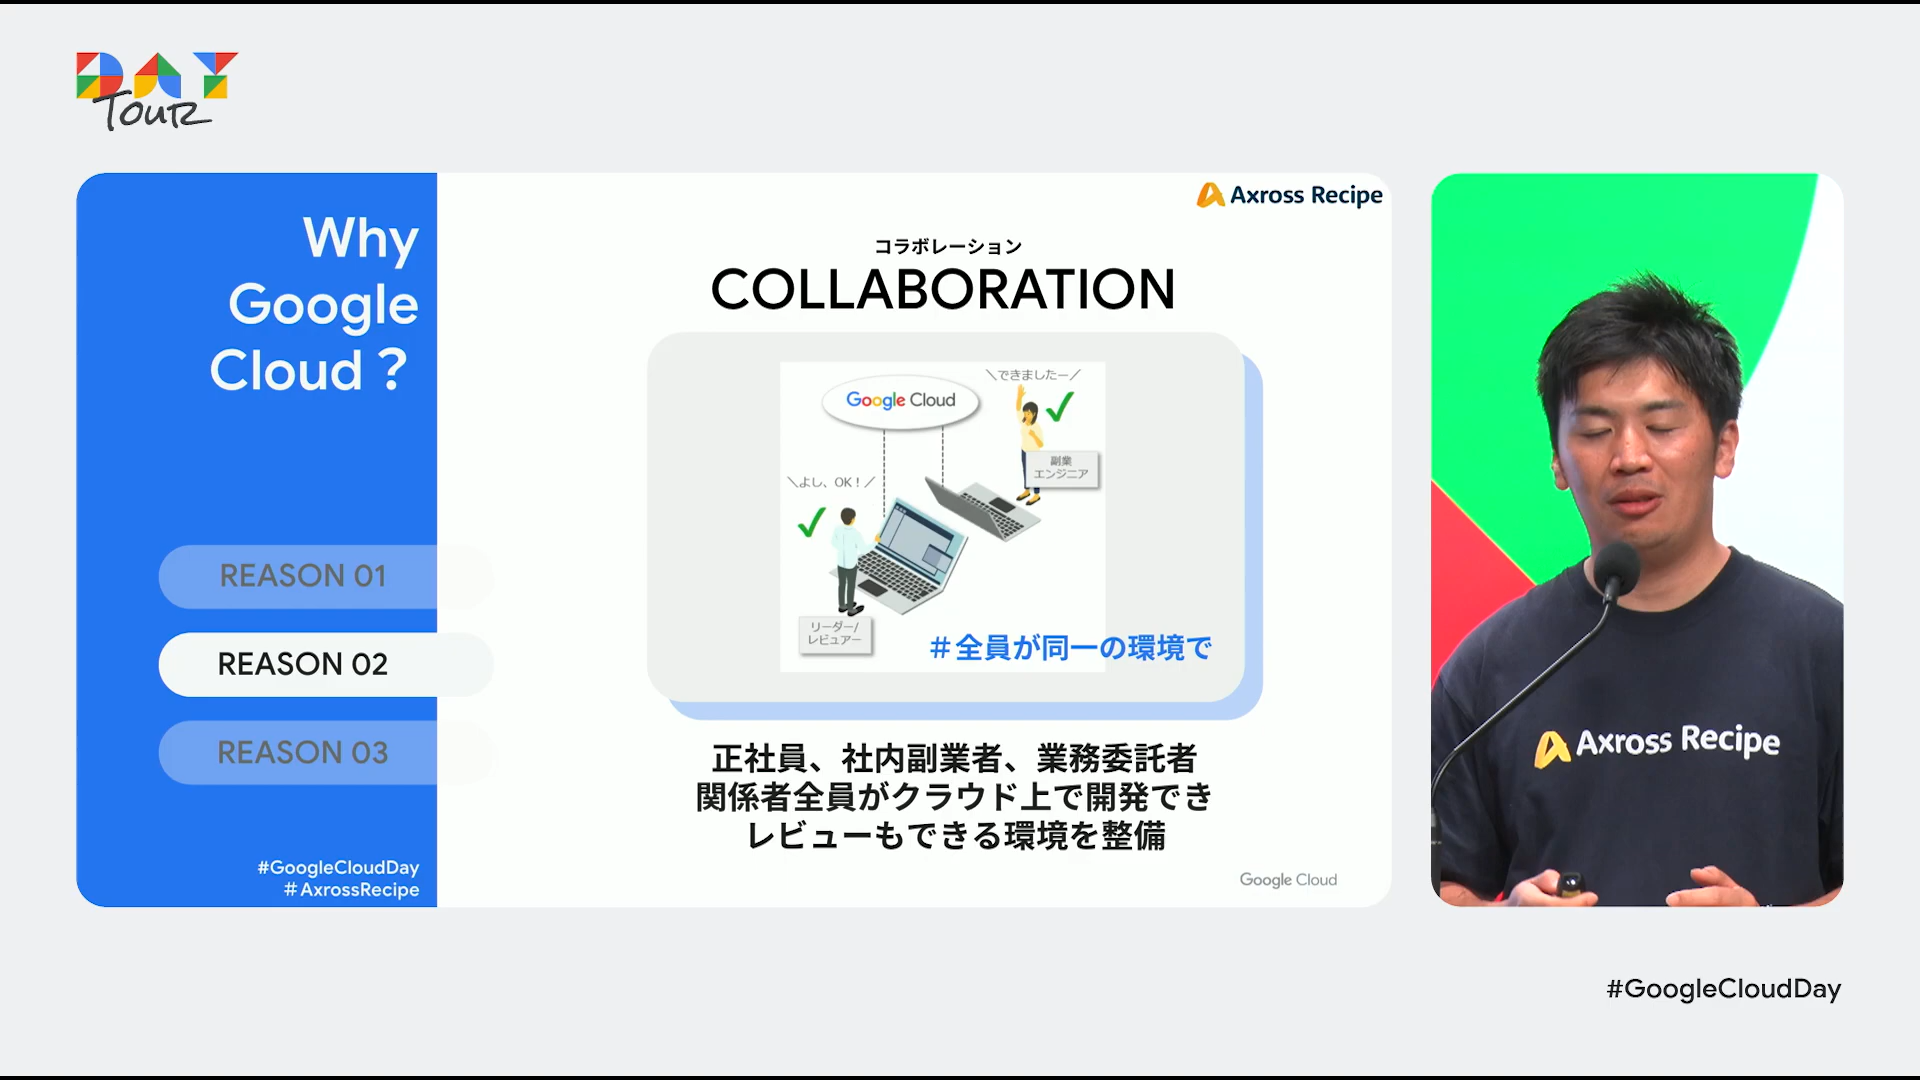 DAY
TOUR
Why
Google
Cloud？
REASON 01
REASON 02
REASON 03
#GoogleCloudDay
＃AxrossRecipe
Axross Recipe
コラボレーション
COLLABORATION
Google Cloud
＼できましたー／
副業
エンジニア
＼よし、OK！／
リーダー/
レビュアー
＃全員が同一の環境で
正社員、社内副業者、業務委託者
関係者全員がクラウド上で開発でき
レビューもできる環境を整備
Google Cloud
Axross Recipe
#GoogleCloudDay